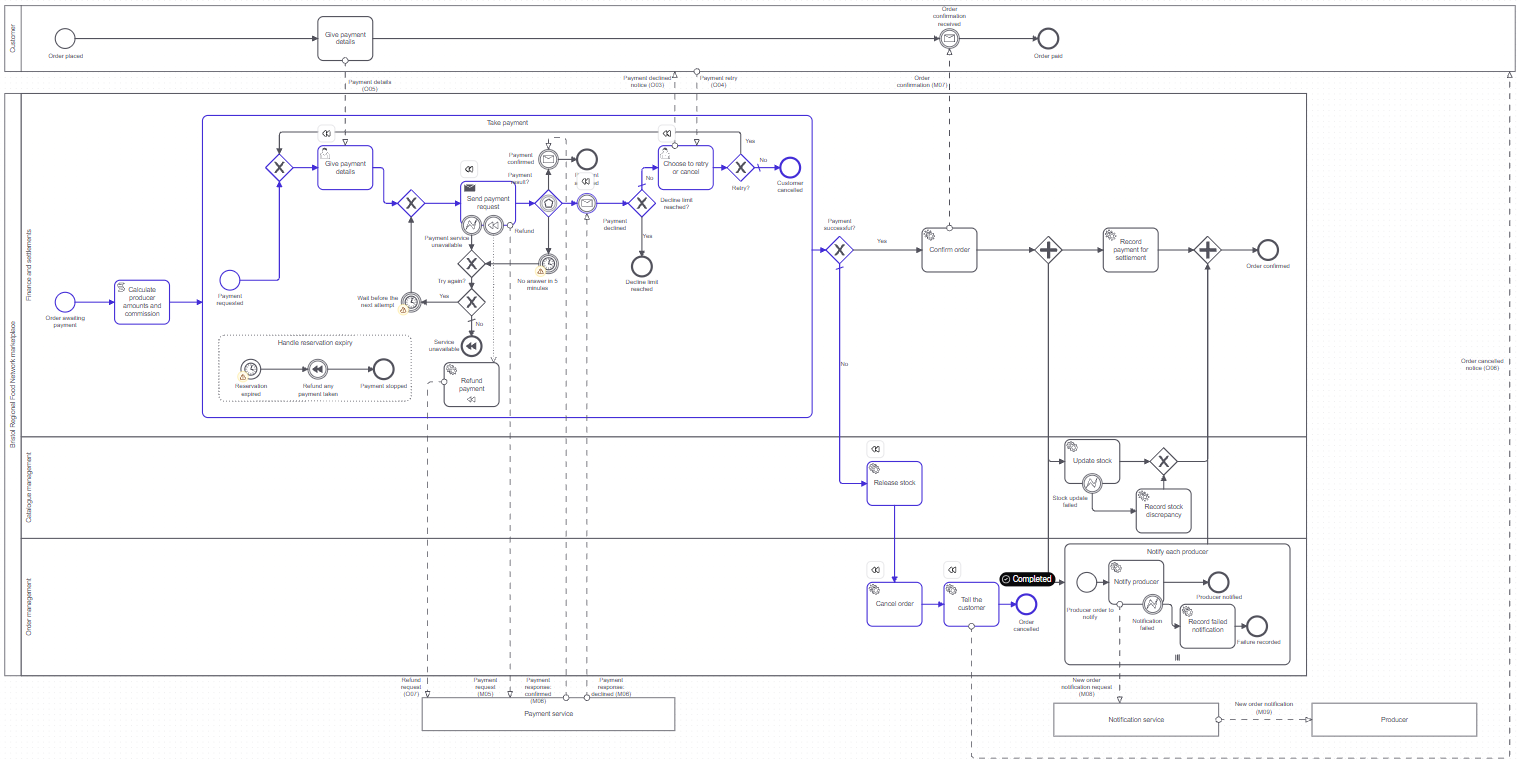 Customer
Order placed
Give payment
details
Order
confirmation
received
Order paid
Payment details
(O05)
Payment declined
notice (O03)
Payment retry
(O04)
Order
confirmation (M07)
Bristol Regional Food Network marketplace
Finance and settlements
Order awaiting
payment
Calculate
producer
amounts and
commission
Take payment
Payment
requested
Give payment
details
Send payment
request
Payment service
unavailable
Refund
Try again?
Yes
No
Wait before the
next attempt
Service
unavailable
Payment
confirmed
Payment
No answer in 5
minutes
Payment
declined
Choose to retry
or cancel
Decline limit
reached?
No
Yes
Decline limit
reached
Retry?
Yes
No
Customer
cancelled
Handle reservation expiry
Reservation
expired
Refund any
payment taken
Payment stopped
Refund
payment
Payment
successful?
Yes
No
Confirm order
Record
payment for
settlement
Order confirmed
Order cancelled
notice (O06)
Catalogue management
Release stock
Update stock
Stock update
failed
Record stock
discrepancy
Order management
Cancel order
Tell the
customer
Completed
Order
cancelled
Notify each producer
Producer order to
notify
Notify producer
Producer notified
Notification
failed
Record failed
notification
Failure recorded
Refund
request
(O07)
Payment
request
(M05)
Payment
response:
confirmed
(M06)
Payment
response:
declined (M06)
Payment service
New order
notification request
(M08)
Notification service
New order notification
(M09)
Producer